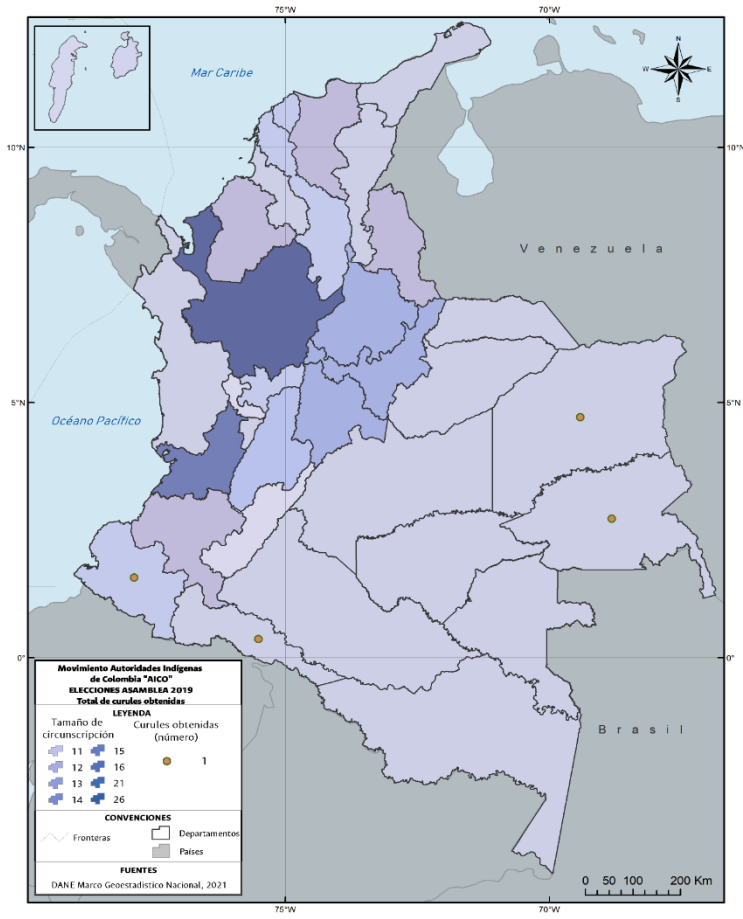 75°W 70°W
Mar Caribe
N
W E
S
10°N 10°N
Venezuela
5°N 5°N
Océano Pacífico
0° 0°
Brasil
Movimiento Autoridades Indígenas
de Colombia "AICO"
ELECCIONES ASAMBLEA 2019
Total de curules obtenidas
LEYENDA
Tamaño de
circunscripción
11 15
12 16
13 21
14 26
Curules obtenidas
(número)
1
CONVENCIONES
Fronteras
Departamentos
Países
FUENTES
DANE Marco Geoestadistico Nacional, 2021
0 50 100 200 Km
75°W 70°W